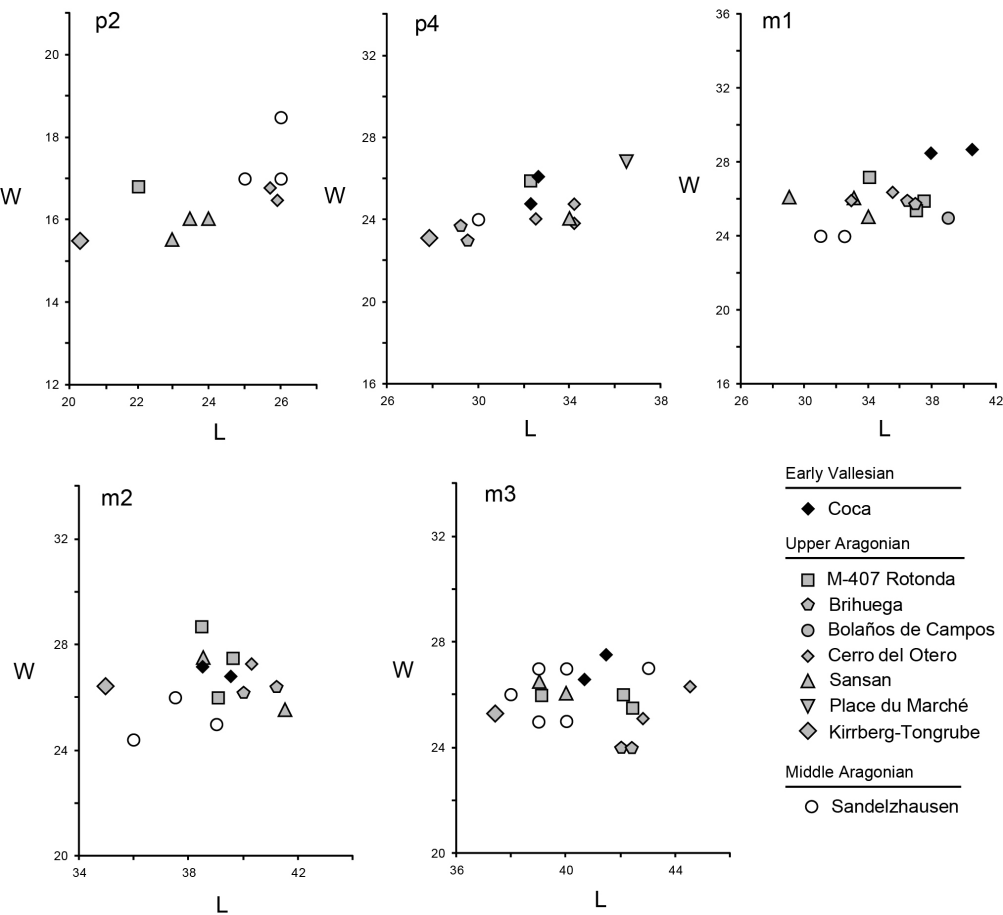 p2
20
18
16
14
12
W
20
22
24
26
L
p4
32
28
24
20
16
W
26
30
34
38
L
m1
36
32
28
24
20
16
W
26
30
34
38
42
L
m2
32
28
24
20
W
34
38
42
L
m3
32
28
24
20
W
36
40
44
L
Early Vallesian
Coca
Upper Aragonian
M-407 Rotonda
Brihuega
Bolaños de Campos
Cerro del Otero
Sansan
Place du Marché
Kirrberg-Tongrube
Middle Aragonian
Sandelzhausen